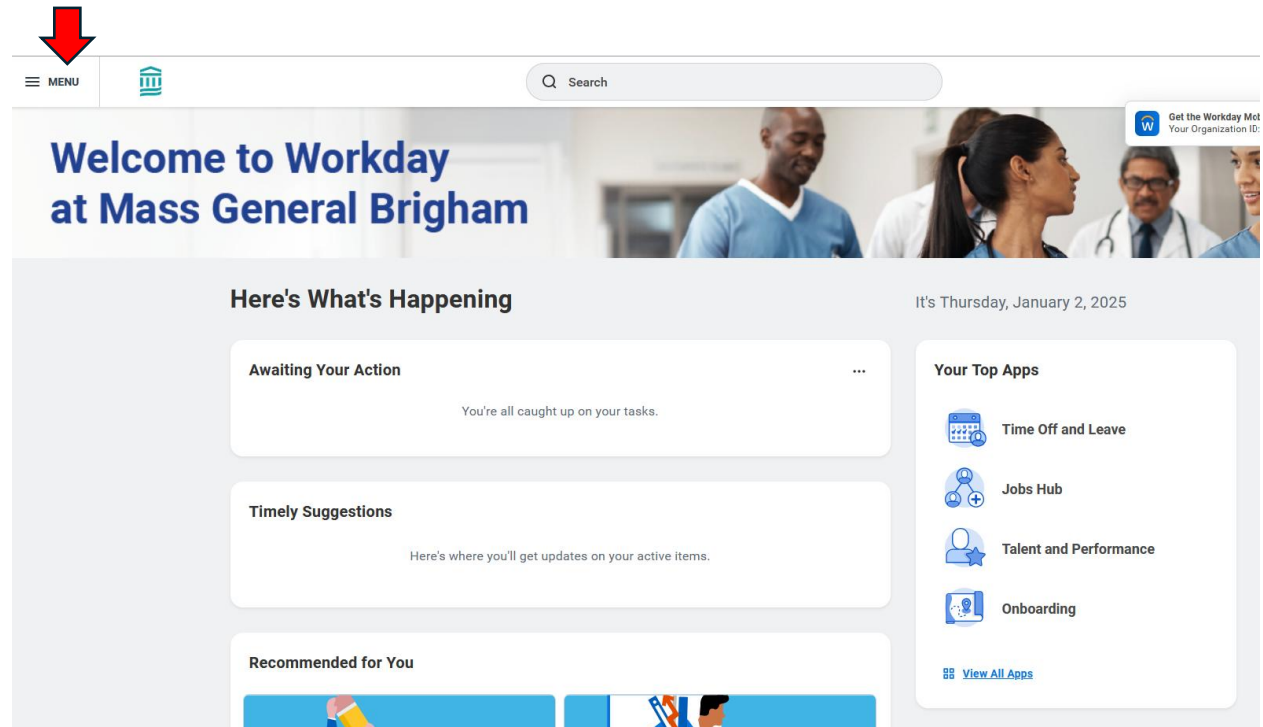 MENU
Search
Get the Workday Mob
Your Organization ID:
Welcome to Workday
at Mass General Brigham
Here's What's Happening
It's Thursday, January 2, 2025
Awaiting Your Action
You're all caught up on your tasks.
Timely Suggestions
Here's where you'll get updates on your active items.
Recommended for You
Your Top Apps
Time Off and Leave
Jobs Hub
Talent and Performance
Onboarding
View All Apps